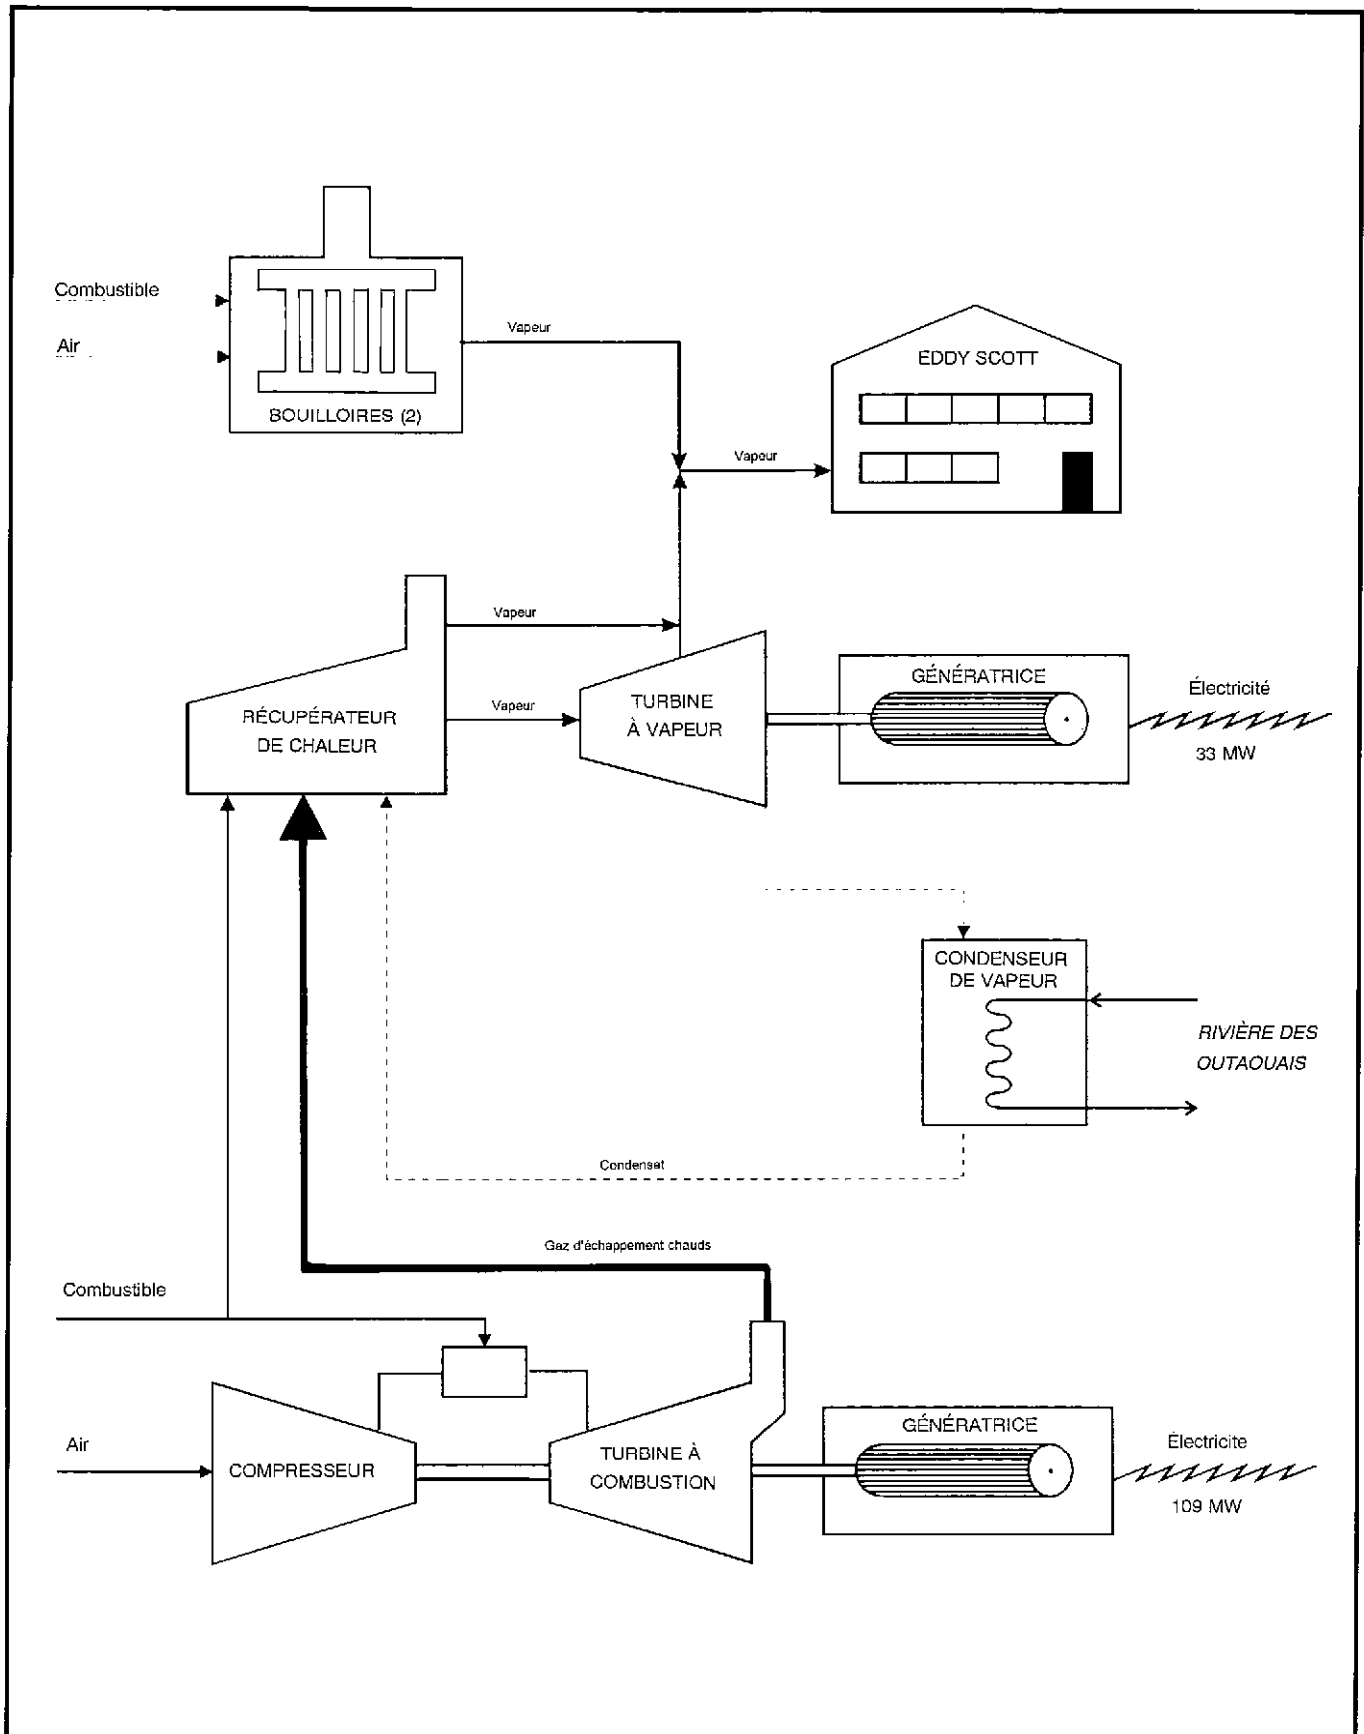 Combustible
Air
BOUILLOIRES (2)
Vapeur
EDDY SCOTT
Vapeur
Vapeur
RÉCUPÉRATEUR
DE CHALEUR
Vapeur
TURBINE
À VAPEUR
GÉNÉRATRICE
Électricité
33 MW
CONDENSEUR
DE VAPEUR
RIVIÈRE DES
OUTAOUAIS
Condensat
Gaz d'échappement chauds
Combustible
Air
COMPRESSEUR
TURBINE À
COMBUSTION
GÉNÉRATRICE
Électricite
109 MW